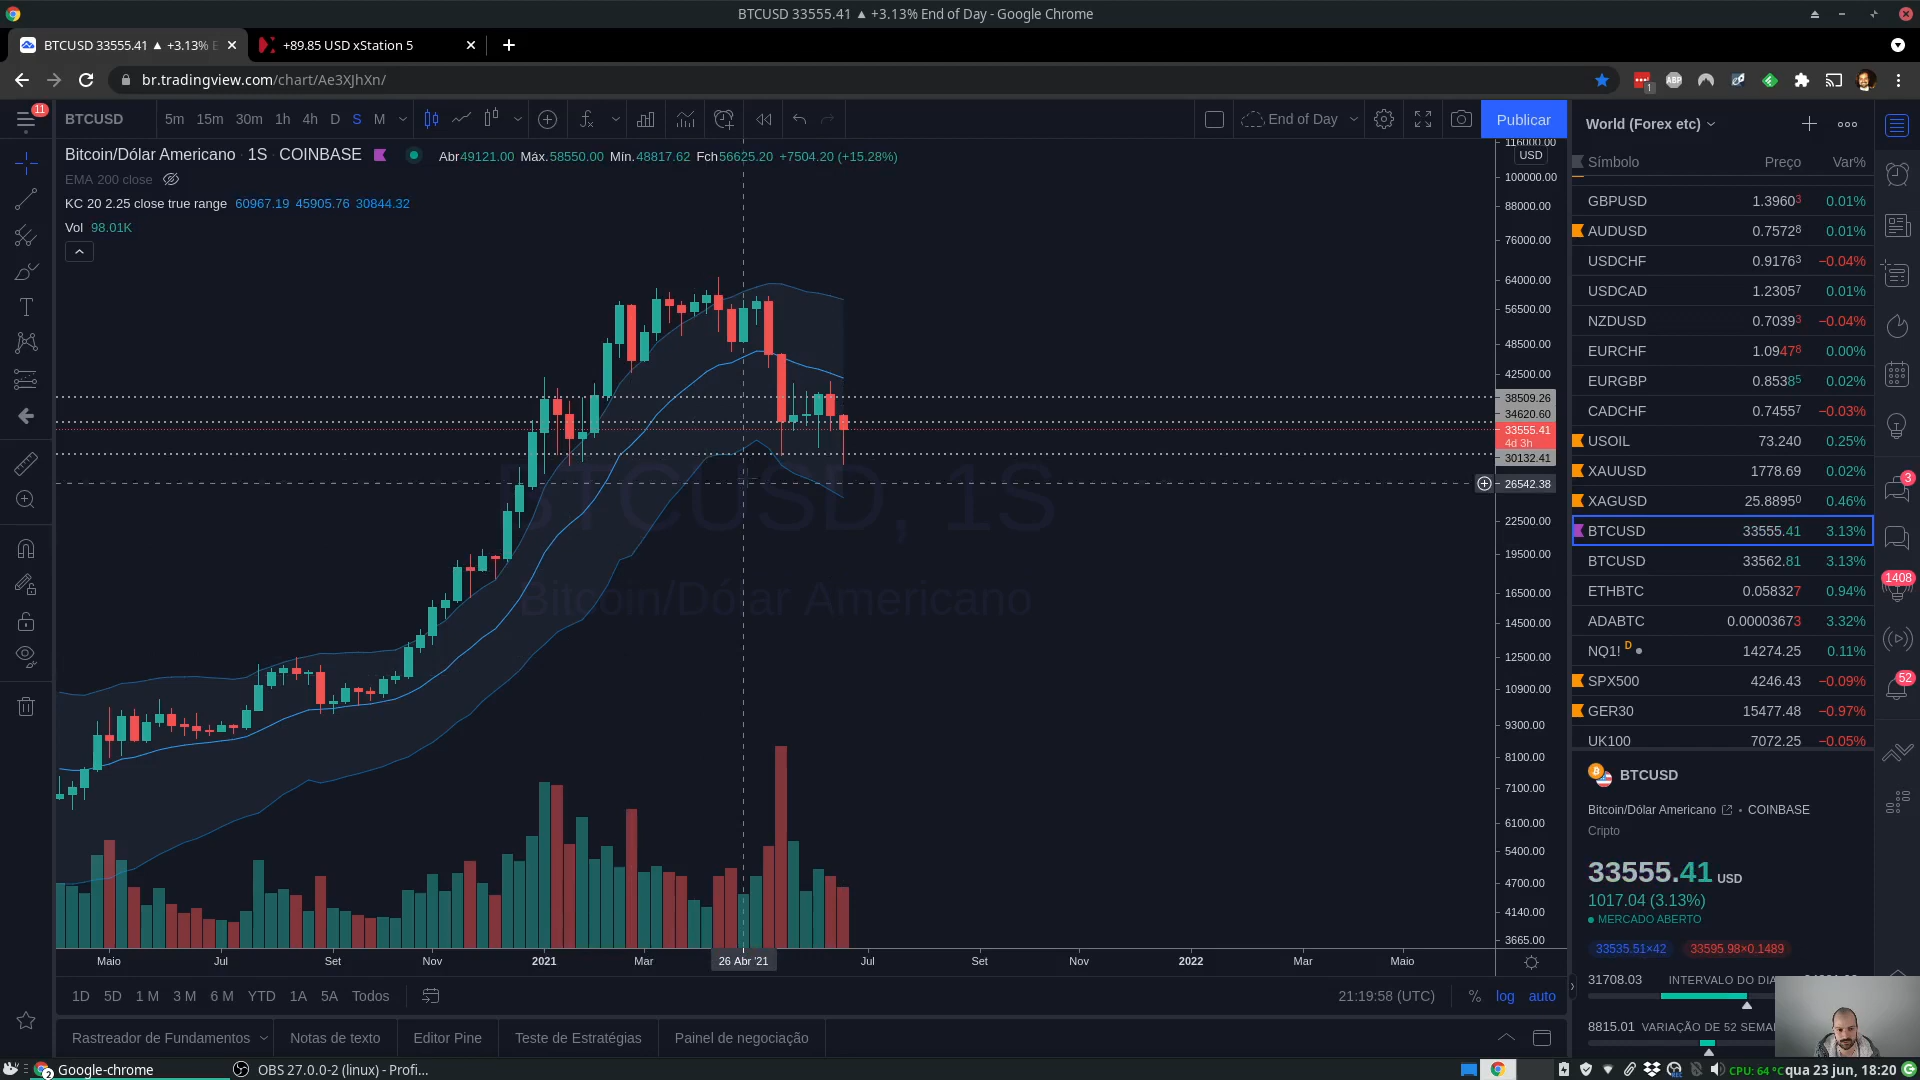 BTCUSD 33555.41 ▲ +3.13% End of Day - Google Chrome
BTCUSD 33555.41 ▲ +3.13% E
+89.85 USD xStation 5
br.tradingview.com/chart/Ae3XJhXn/
11
BTCUSD
5m 15m 30m 1h 4h D S M
End of Day
Publicar
Bitcoin/Dólar Americano 1S COINBASE
Abr49121.00 Máx.58550.00 Mín.48817.62 Fch56625.20 +7504.20 (+15.28%)
EMA 200 close
KC 20 2.25 close true range 60967.19 45905.76 30844.32
Vol 98.01K
BTCUSD, 1S
Bitcoin/Dólar Americano
116000.00
USD
100000.00
88000.00
76000.00
64000.00
56500.00
48500.00
42500.00
38509.26
34620.60
33555.41
4d 3h
30132.41
26542.38
22500.00
19500.00
16500.00
14500.00
12500.00
10900.00
9300.00
8100.00
7100.00
6100.00
5400.00
4700.00
4140.00
3665.00
Maio Jul Set Nov 2021 Mar 26 Abr '21 Jul Set Nov 2022 Mar Maio
1D 5D 1 M 3 M 6 M YTD 1A 5A Todos
21:19:58 (UTC) % log auto
Rastreador de Fundamentos Notas de texto Editor Pine Teste de Estratégias Painel de negociação
World (Forex etc)
Símbolo Preço Var%
GBPUSD 1.39603 0.01%
AUDUSD 0.75728 0.01%
USDCHF 0.91763 −0.04%
USDCAD 1.23057 0.01%
NZDUSD 0.70393 −0.04%
EURCHF 1.09478 0.00%
EURGBP 0.85385 0.02%
CADCHF 0.74557 −0.03%
USOIL 73.240 0.25%
XAUUSD 1778.69 0.02%
XAGUSD 25.88950 0.46%
BTCUSD 33555.41 3.13%
BTCUSD 33562.81 3.13%
ETHBTC 0.058327 0.94%
ADABTC 0.00003673 3.32%
NQ1! D 14274.25 0.11%
SPX500 4246.43 −0.09%
GER30 15477.48 −0.97%
UK100 7072.25 −0.05%
BTCUSD
Bitcoin/Dólar Americano • COINBASE
Cripto
33555.41 USD
1017.04 (3.13%)
MERCADO ABERTO
33535.51×42 33595.98×0.1489
31708.03 INTERVALO DO DIA
8815.01 VARIAÇÃO DE 52 SEMA
3
1408
52
1
ABP
2
Google-chrome
OBS 27.0.0-2 (linux) - Profi...
CPU: 64 °C
qua 23 jun, 18:20